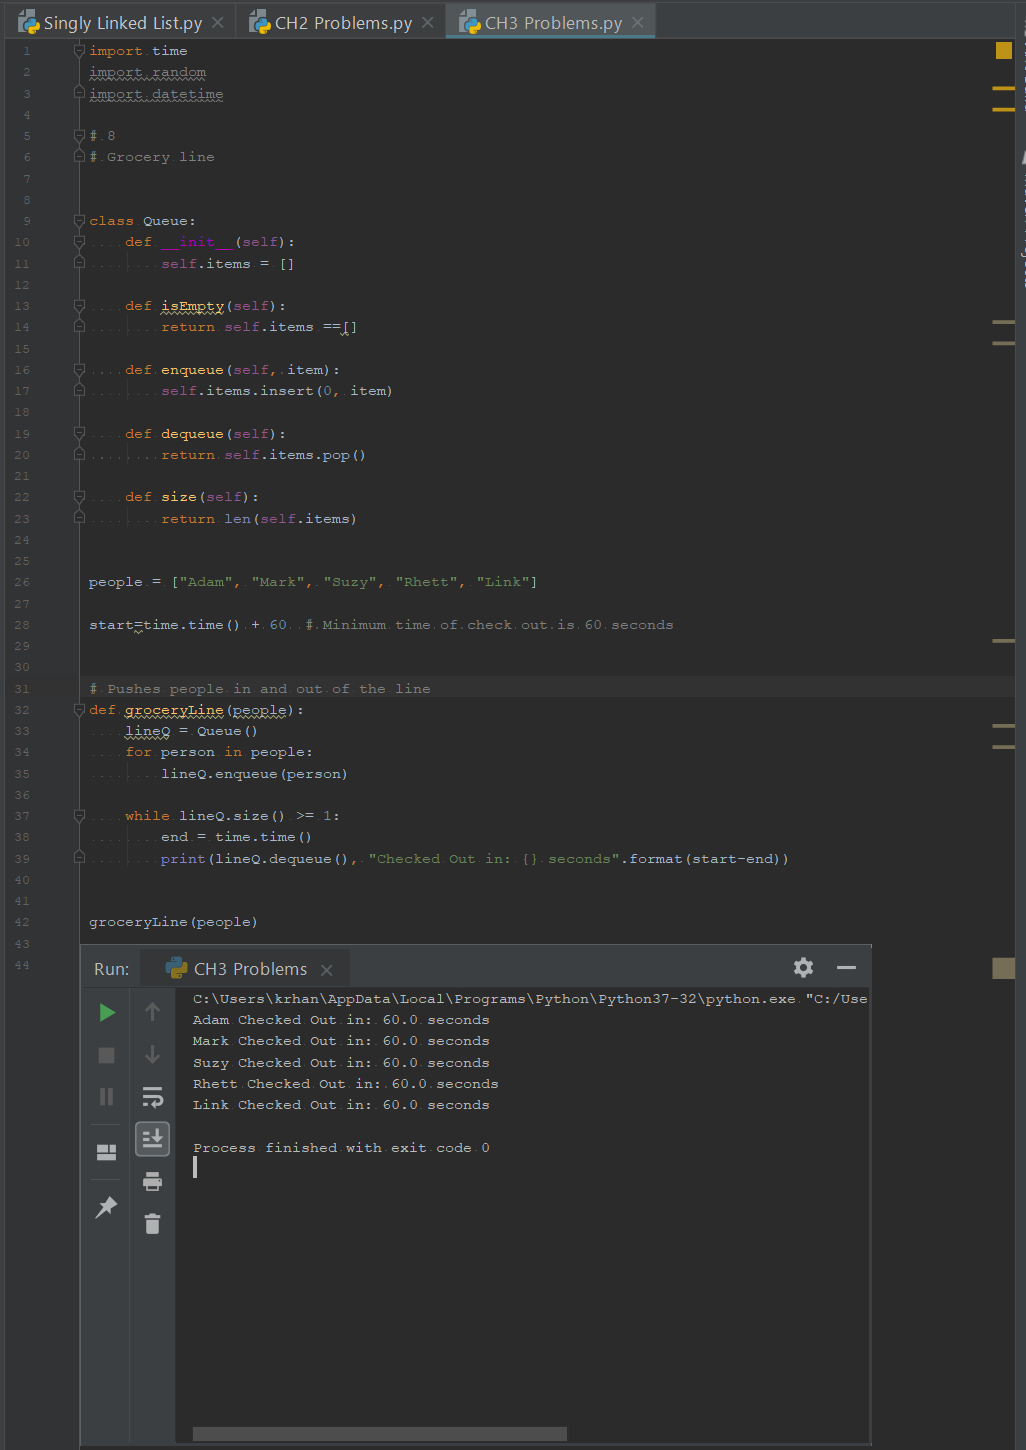 Singly Linked List.py CH2 Problems.py CH3 Problems.py
1 import time
2 import random
3 import datetime
4
5 # 8
6 # Grocery line
7
8
9 class Queue:
10 def __init__(self):
11 self.items = []
12
13 def isEmpty(self):
14 return self.items ==[]
15
16 def enqueue(self, item):
17 self.items.insert(0, item)
18
19 def dequeue(self):
20 return self.items.pop()
21
22 def size(self):
23 return len(self.items)
24
25
26 people = ["Adam", "Mark", "Suzy", "Rhett", "Link"]
27
28 start=time.time() + 60 # Minimum time of check out is 60 seconds
29
30
31 # Pushes people in and out of the line
32 def groceryLine(people):
33 lineQ = Queue()
34 for person in people:
35 lineQ.enqueue(person)
36
37 while lineQ.size() >= 1:
38 end = time.time()
39 print(lineQ.dequeue(), "Checked Out in: {} seconds".format(start-end))
40
41
42 groceryLine(people)
43
44
Run: CH3 Problems
C:\Users\krhan\AppData\Local\Programs\Python\Python37-32\python.exe "C:/Use
Adam Checked Out in: 60.0 seconds
Mark Checked Out in: 60.0 seconds
Suzy Checked Out in: 60.0 seconds
Rhett Checked Out in: 60.0 seconds
Link Checked Out in: 60.0 seconds
Process finished with exit code 0